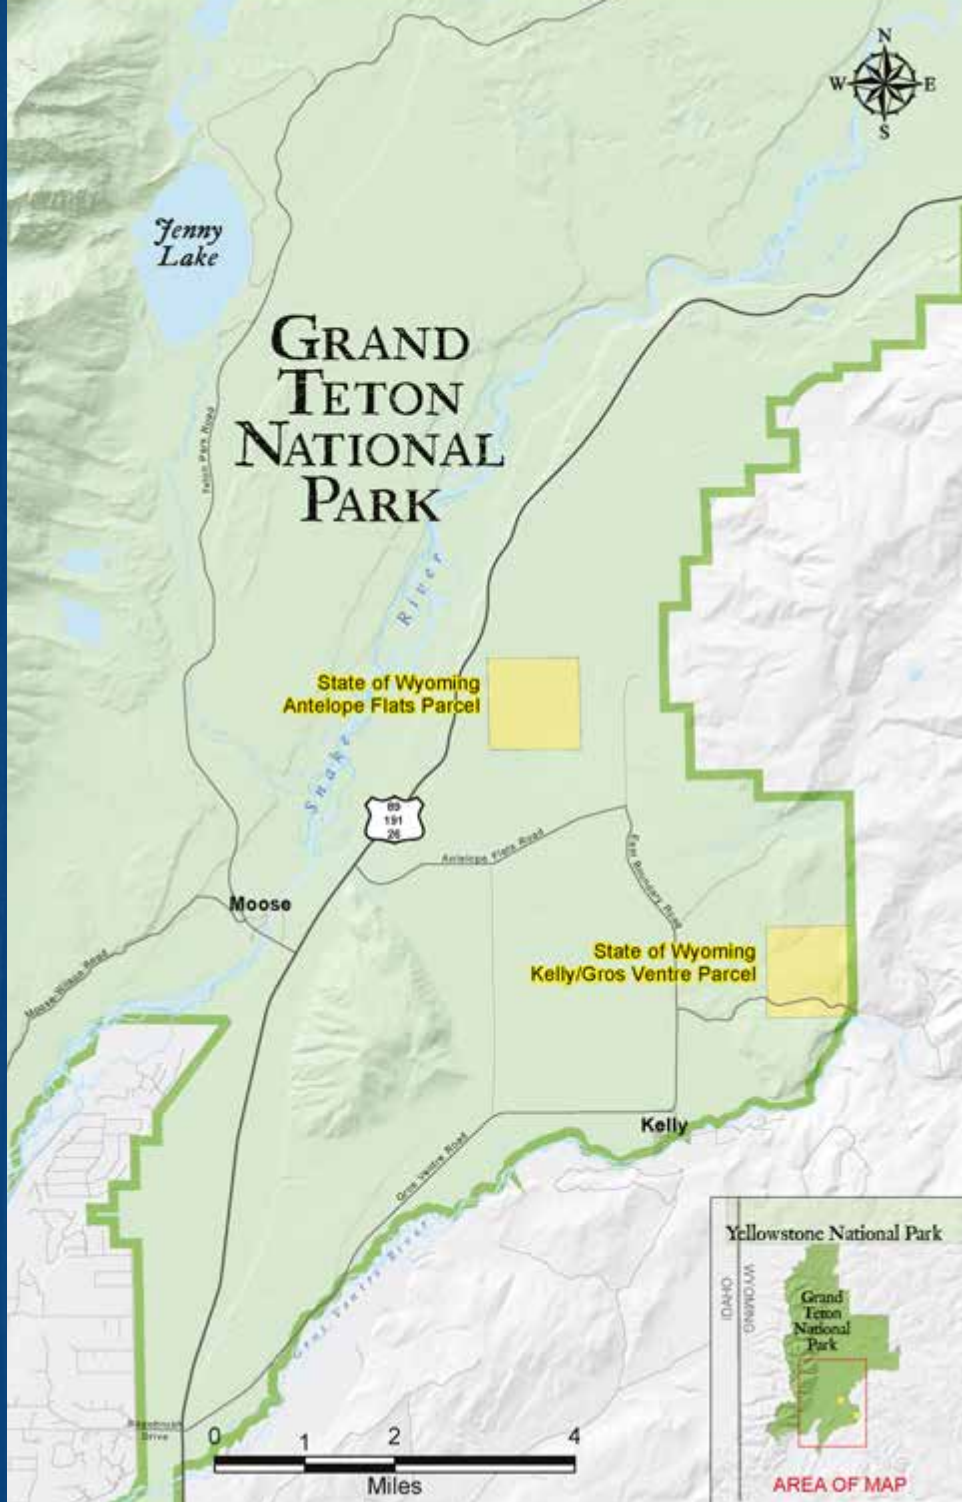 N
W E
S
Jenny
Lake
GRAND
TETON
NATIONAL
PARK
Teton Park Road
Snake River
State of Wyoming
Antelope Flats Parcel
89
191
26
Antelope Flats Road
East Boundary Road
Moose
Moose-Wilson Road
State of Wyoming
Kelly/Gros Ventre Parcel
Kelly
Gros Ventre Road
Gros Ventre River
Sagebrush
Drive
0 1 2 4
Miles
Yellowstone National Park
IDAHO
WYOMING
Grand
Teton
National
Park
AREA OF MAP